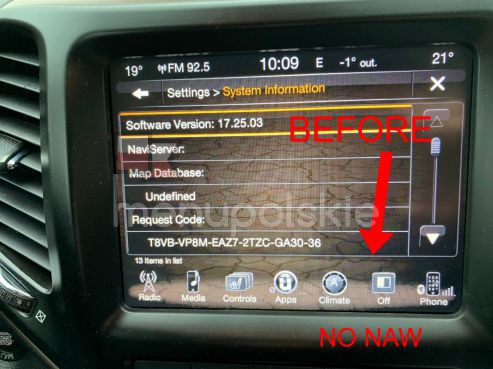 19° FM 92.5 10:09 E -1° out. 21°
Settings > System Information
BEFORE
Software Version: 17.25.03
NaviServer:
Map Database:
Undefined
Request Code:
T8VB-VP8M-EAZ7-2TZC-GA30-36
13 items in list
Radio Media Controls Apps Climate Off Phone
NO NAW